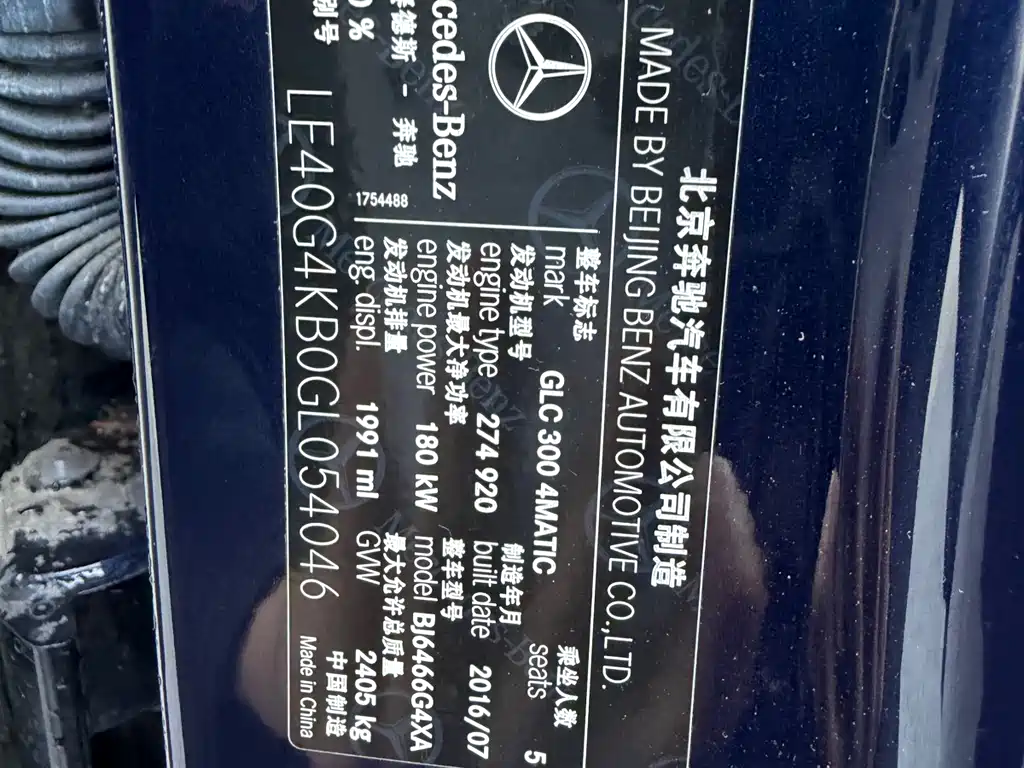 北京奔驰汽车有限公司制造
MADE BY BEIJING BENZ AUTOMOTIVE CO.,LTD.
整车标志 乘坐人数
mark GLC 300 4MATIC seats 5
发动机型号 制造年月
engine type 274 920 built date 2016/07
发动机最大净功率 整车型号
engine power 180 kW model BJ6466G4XA
发动机排量 最大允许总质量
eng. displ. 1991 ml GVW 2405 kg
cedes-Benz
德斯 - 奔驰
1754488
别号
LE40G4KB0GL054046
中国制造
Made in China